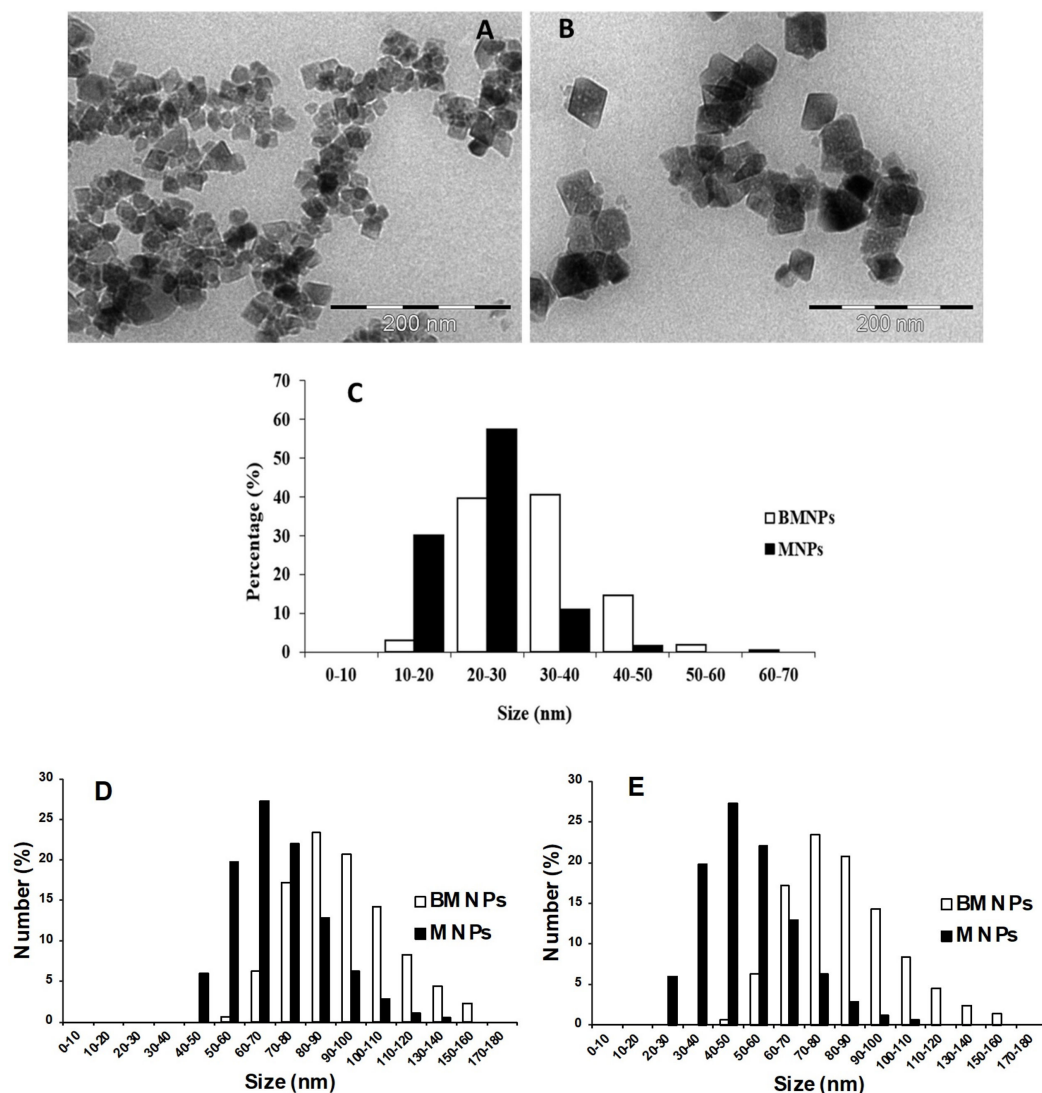 A
B
200 nm
200 nm
C
Percentage (%)
70
60
50
40
30
20
10
0
0-10 10-20 20-30 30-40 40-50 50-60 60-70
Size (nm)
BMNPs
MNPs
D
Number (%)
30
25
20
15
10
5
0
0-10 10-20 20-30 30-40 40-50 50-60 60-70 70-80 80-90 90-100 100-110 110-120 130-140 150-160 170-180
Size (nm)
BMNPs
MNPs
E
Number (%)
30
25
20
15
10
5
0
0-10 10-20 20-30 30-40 40-50 50-60 60-70 70-80 80-90 90-100 100-110 110-120 130-140 150-160 170-180
Size (nm)
BMNPs
MNPs